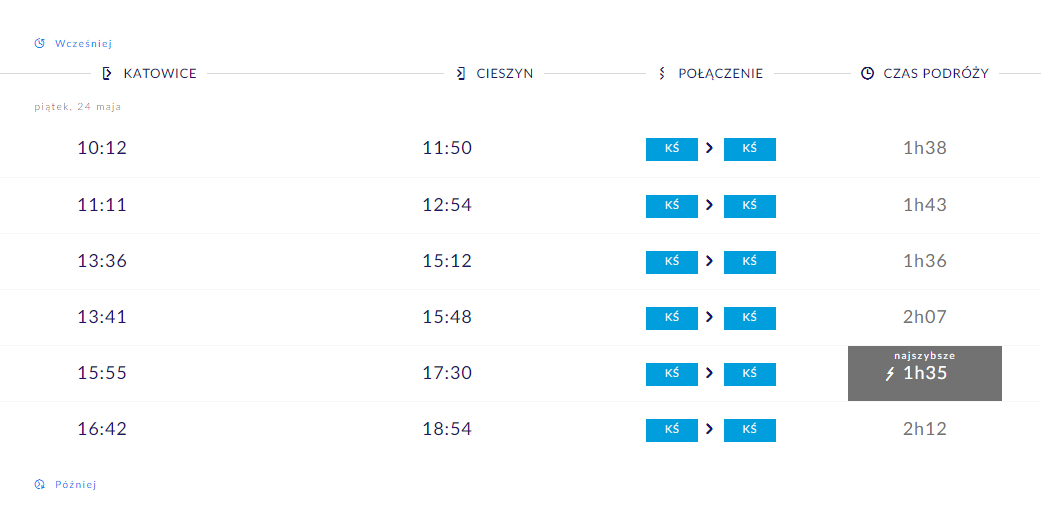 Wcześniej
KATOWICE CIESZYN POŁĄCZENIE CZAS PODRÓŻY
piątek, 24 maja
10:12 11:50 KŚ KŚ 1h38
11:11 12:54 KŚ KŚ 1h43
13:36 15:12 KŚ KŚ 1h36
13:41 15:48 KŚ KŚ 2h07
najszybsze
15:55 17:30 KŚ KŚ 1h35
16:42 18:54 KŚ KŚ 2h12
Później